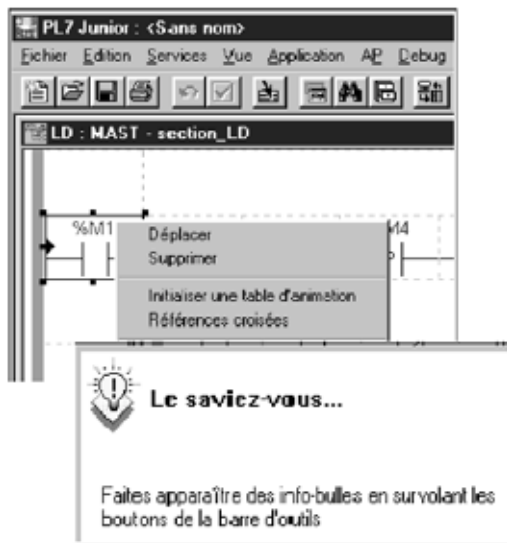 PL7 Junior : <Sans nom>
Fichier Edition Services Vue Application AP Debug
LD : MAST - section_LD
%M1
Déplacer
Supprimer
Initialiser une table d'animation
Références croisées
Le saviez-vous...
Faites apparaître des info-bulles en survolant les
boutons de la barre d'outils